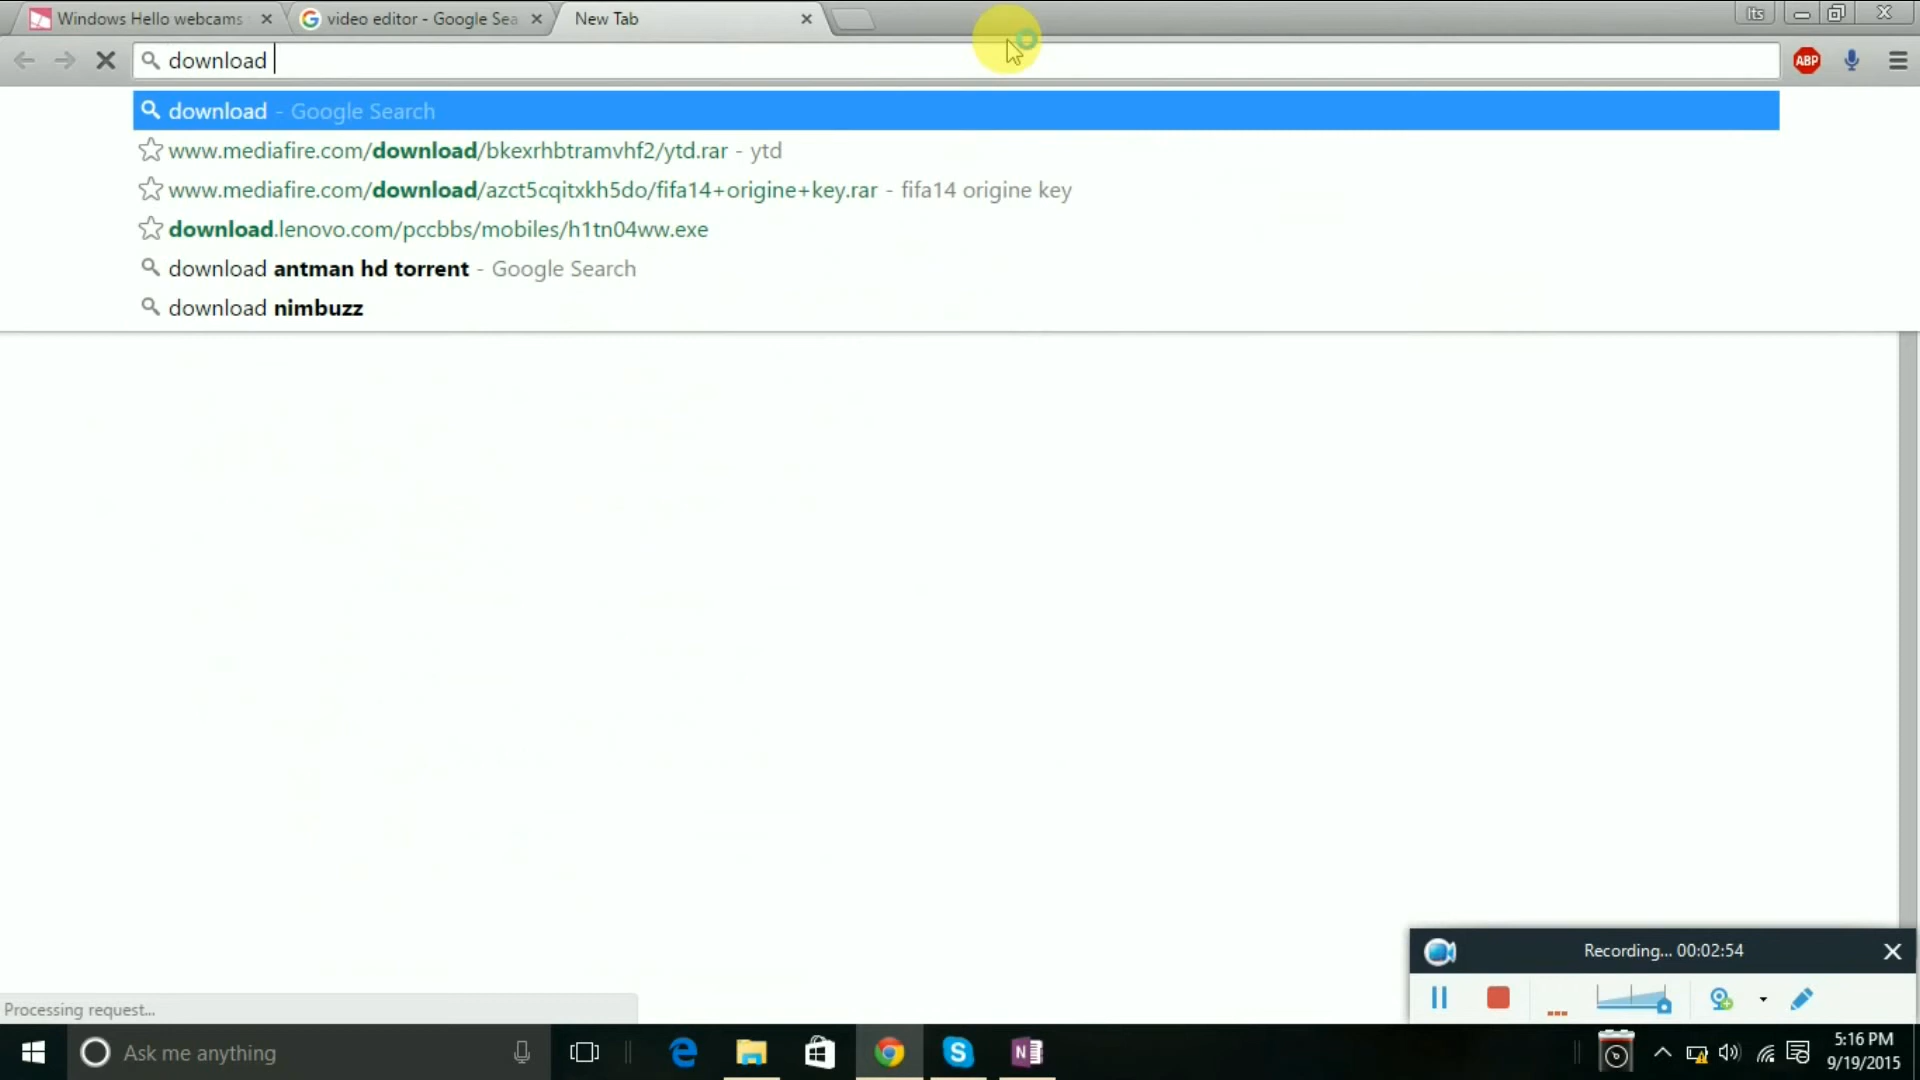 Windows Hello webcams
video editor - Google Sea
New Tab
Its
download
ABP
download - Google Search
www.mediafire.com/download/bkexrhbtramvhf2/ytd.rar - ytd
www.mediafire.com/download/azct5cqitxkh5do/fifa14+origine+key.rar - fifa14 origine key
download.lenovo.com/pccbbs/mobiles/h1tn04ww.exe
download antman hd torrent - Google Search
download nimbuzz
Recording... 00:02:54
Processing request...
Ask me anything
5:16 PM
9/19/2015